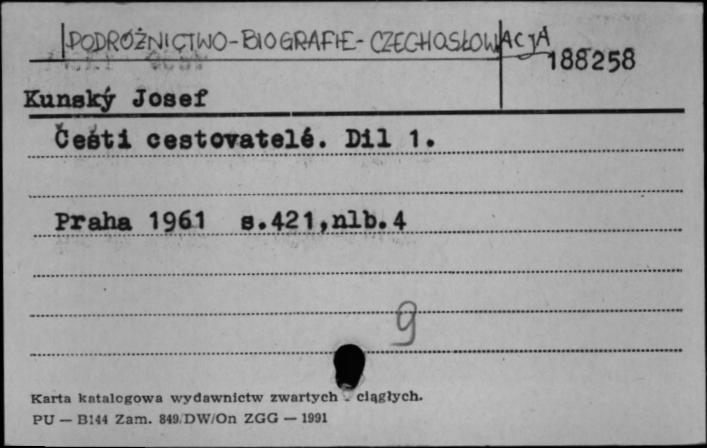 PODRÓŻNICTWO-BIOGRAFIE-CZECHOSŁOWACJA
188258
Kunský Josef
Čeští cestovatelé. Dil 1.
Praha 1961 s.421,nlb.4
9
Karta katalogowa wydawnictw zwartych - ciągłych.
PU — B144 Zam. 849/DW/On ZGG — 1991